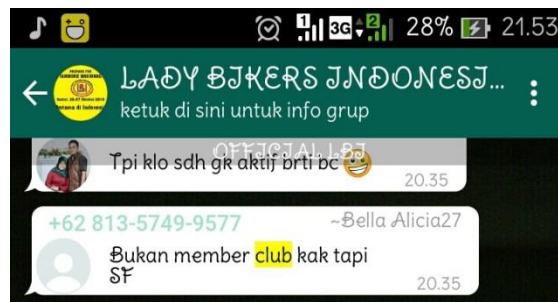 28% 21.53
3G
LADY BIKERS INDONESI...
ketuk di sini untuk info grup
OFFICIAL LBI
Tpi klo sdh gk aktif brti bc
20.35
+62 813-5749-9577 ~Bella Alicia27
Bukan member club kak tapi
SF
20.35